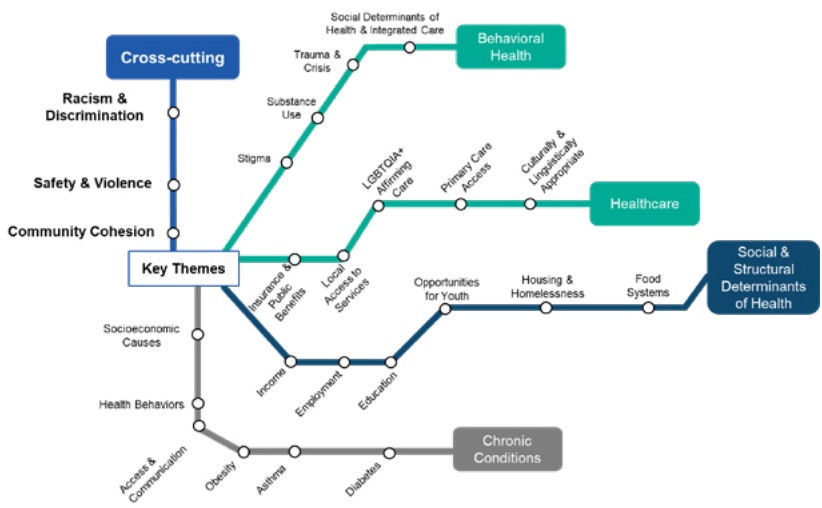 Social Determinants of
Health & Integrated Care
Behavioral
Health
Cross-cutting
Trauma &
Crisis
Racism &
Discrimination
Substance
Use
Stigma
LGBTQIA+
Affirming
Care
Primary Care
Access
Culturally &
Linguistically
Appropriate
Safety & Violence
Healthcare
Community Cohesion
Key Themes
Insurance &
Public
Benefits
Local
Access to
Services
Opportunities
for Youth
Housing &
Homelessness
Food
Systems
Social &
Structural
Determinants
of Health
Socioeconomic
Causes
Income
Employment
Education
Health Behaviors
Access &
Communication
Obesity
Asthma
Diabetes
Chronic
Conditions